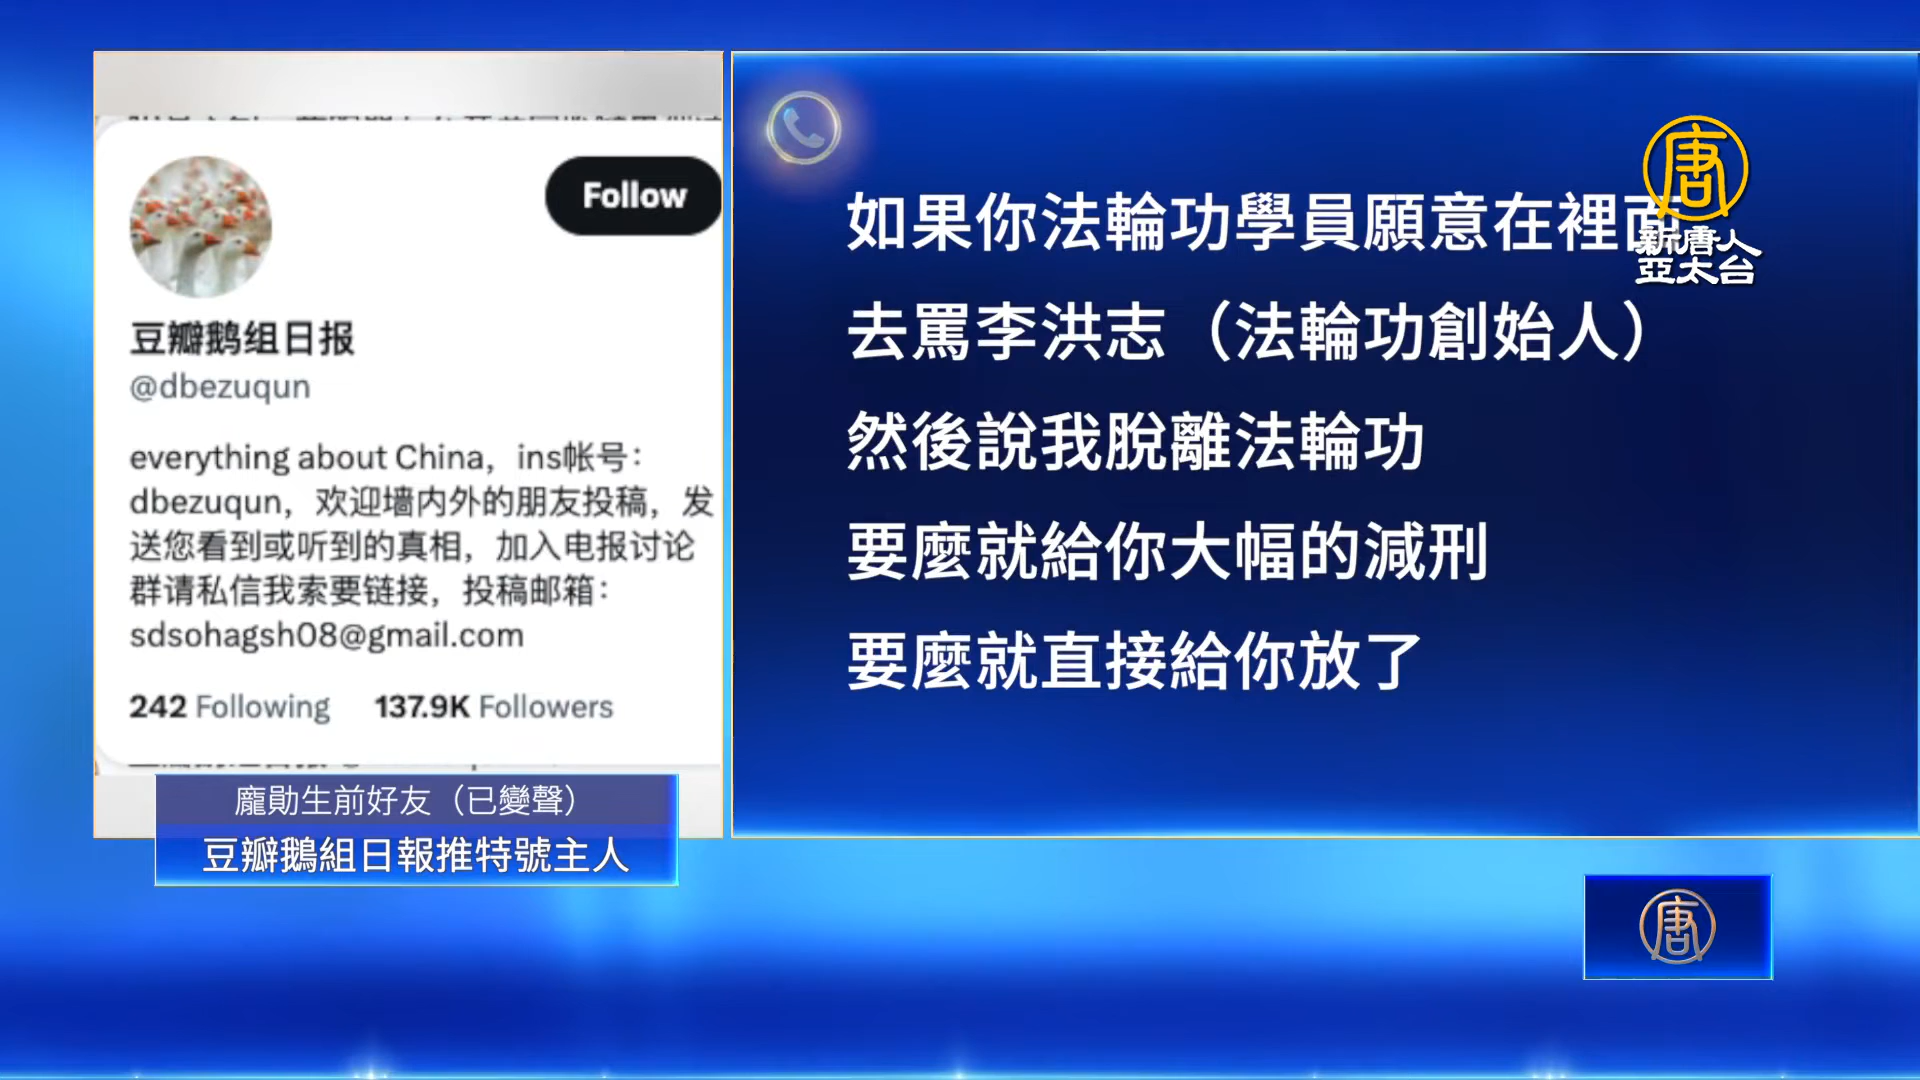 Follow
豆瓣鹅组日报
@dbezuqun
everything about China，ins帐号：
dbezuqun，欢迎墙内外的朋友投稿，发
送您看到或听到的真相，加入电报讨论
群请私信我索要链接，投稿邮箱：
sdsohagsh08@gmail.com
242 Following 137.9K Followers
龐勛生前好友（已變聲）
豆瓣鵝組日報推特號主人
如果你法輪功學員願意在裡面
去罵李洪志（法輪功創始人）
然後說我脫離法輪功
要麼就給你大幅的減刑
要麼就直接給你放了
唐
新唐人
亞太台
唐